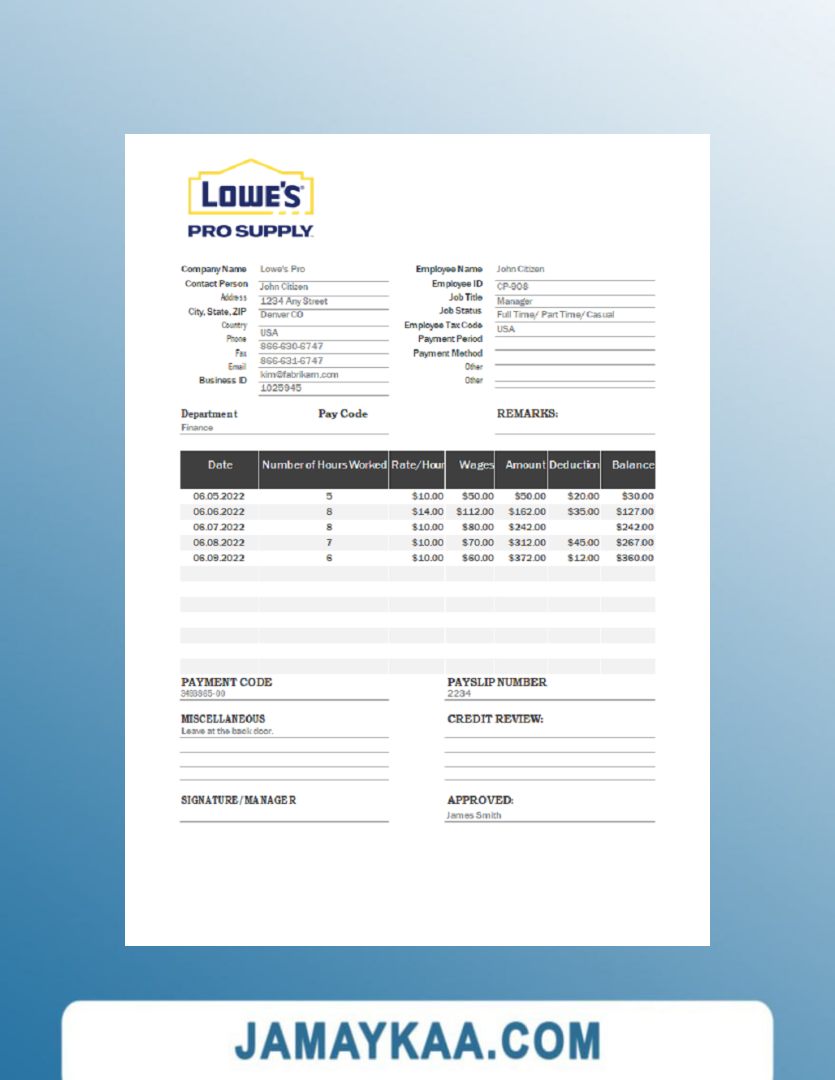 LOWE'S
PRO SUPPLY
Company Name Lowe's Pro
Contact Person John Citizen
Address 1234 Any Street
City, State, ZIP Denver CO
Country USA
Phone 866-630-6747
Fax 866-631-6747
Email kim@fabrikam.com
Business ID 1025945
Employee Name John Citizen
Employee ID CP-908
Job Title Manager
Job Status Full Time/ Part Time/ Casual
Employee Tax Code USA
Payment Period
Payment Method
Other
Other
Department Pay Code REMARKS:
Finance
Date Number of Hours Worked Rate/Hour Wages Amount Deduction Balance
06.05.2022 5 $10.00 $50.00 $50.00 $20.00 $30.00
06.06.2022 8 $14.00 $112.00 $162.00 $35.00 $127.00
06.07.2022 8 $10.00 $80.00 $242.00 $242.00
06.08.2022 7 $10.00 $70.00 $312.00 $45.00 $267.00
06.09.2022 6 $10.00 $60.00 $372.00 $12.00 $360.00
PAYMENT CODE PAYSLIP NUMBER
2234
MISCELLANEOUS CREDIT REVIEW:
Leave at the back door.
SIGNATURE/MANAGER APPROVED:
James Smith
JAMAYKAA.COM